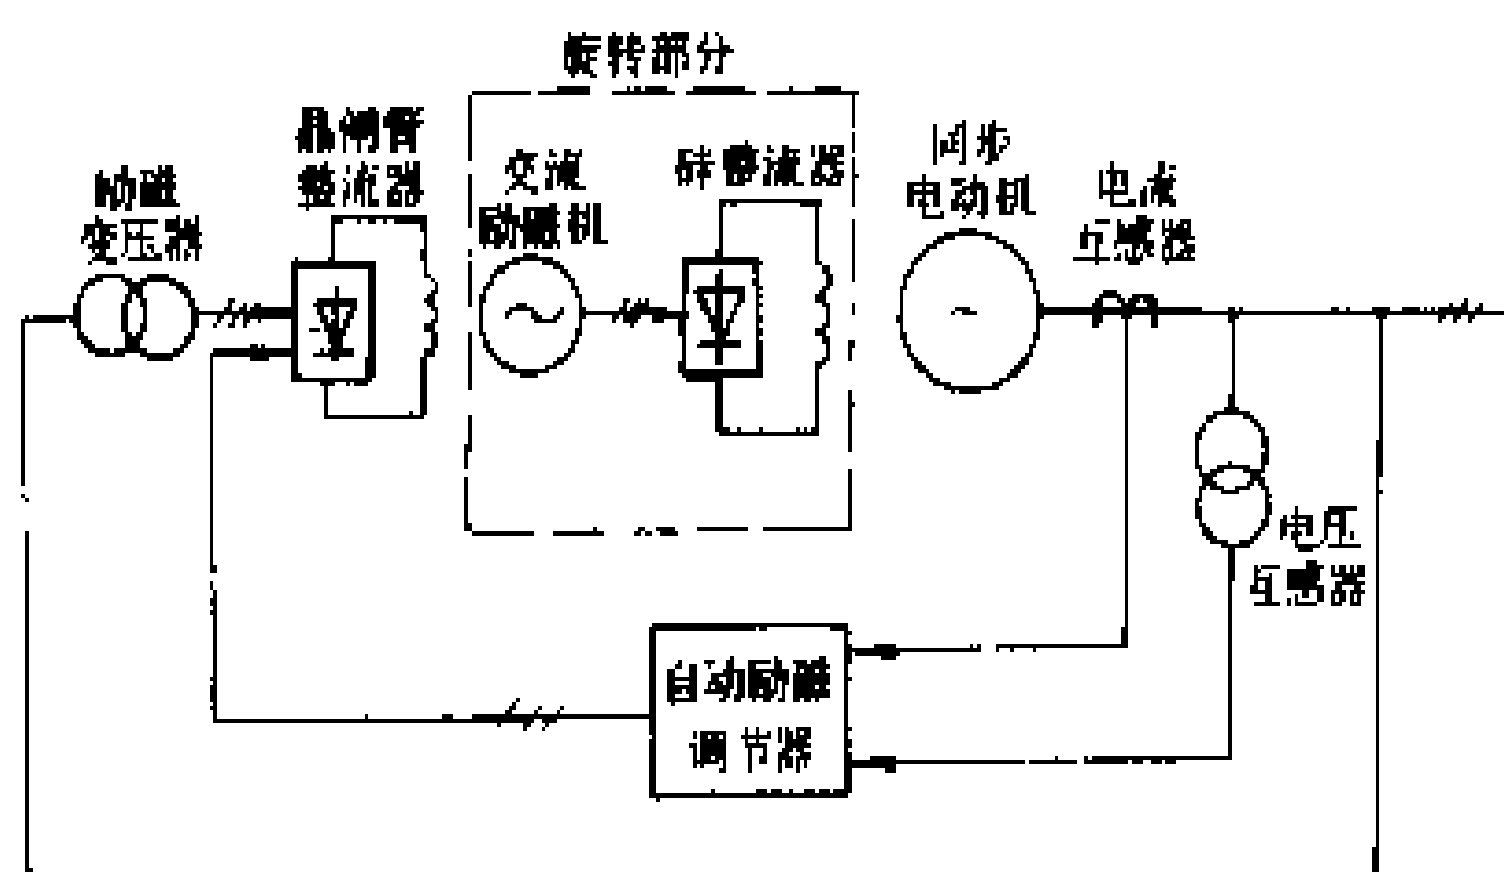 旋转部分
晶闸管
整流器
励磁
变压器
交流
励磁机
硅整流器
同步
电动机
电流
互感器
电压
互感器
自动励磁
调节器